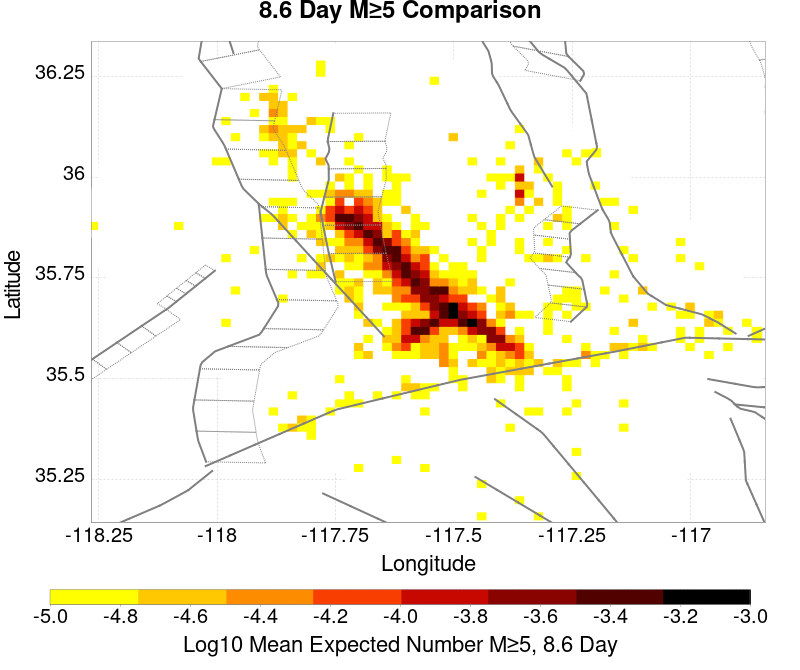 8.6 Day M≥5 Comparison
36.25
36
35.75
35.5
35.25
Latitude
-118.25 -118 -117.75 -117.5 -117.25 -117
Longitude
-5.0 -4.8 -4.6 -4.4 -4.2 -4.0 -3.8 -3.6 -3.4 -3.2 -3.0
Log10 Mean Expected Number M≥5, 8.6 Day